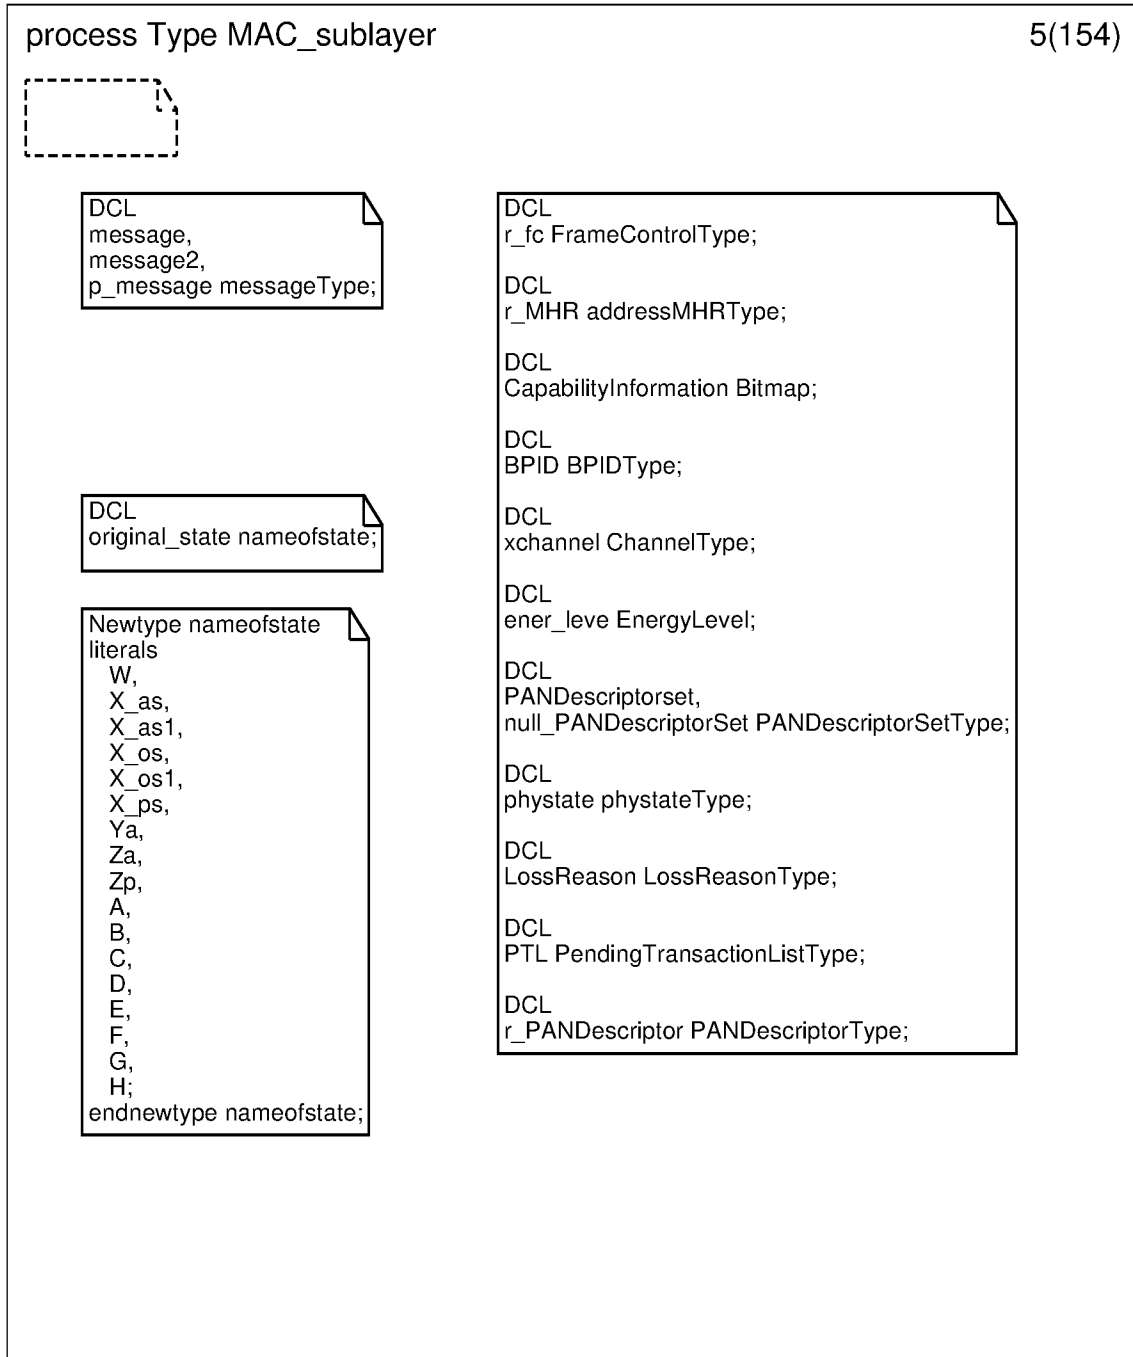 process Type MAC_sublayer
5(154)
DCL
message,
message2,
p_message messageType;
DCL
original_state nameofstate;
Newtype nameofstate
literals
W,
X_as,
X_as1,
X_os,
X_os1,
X_ps,
Ya,
Za,
Zp,
A,
B,
C,
D,
E,
F,
G,
H;
endnewtype nameofstate;
DCL
r_fc FrameControlType;
DCL
r_MHR addressMHRType;
DCL
CapabilityInformation Bitmap;
DCL
BPID BPIDType;
DCL
xchannel ChannelType;
DCL
ener_leve EnergyLevel;
DCL
PANDescriptorset,
null_PANDescriptorSet PANDescriptorSetType;
DCL
phystate phystateType;
DCL
LossReason LossReasonType;
DCL
PTL PendingTransactionListType;
DCL
r_PANDescriptor PANDescriptorType;